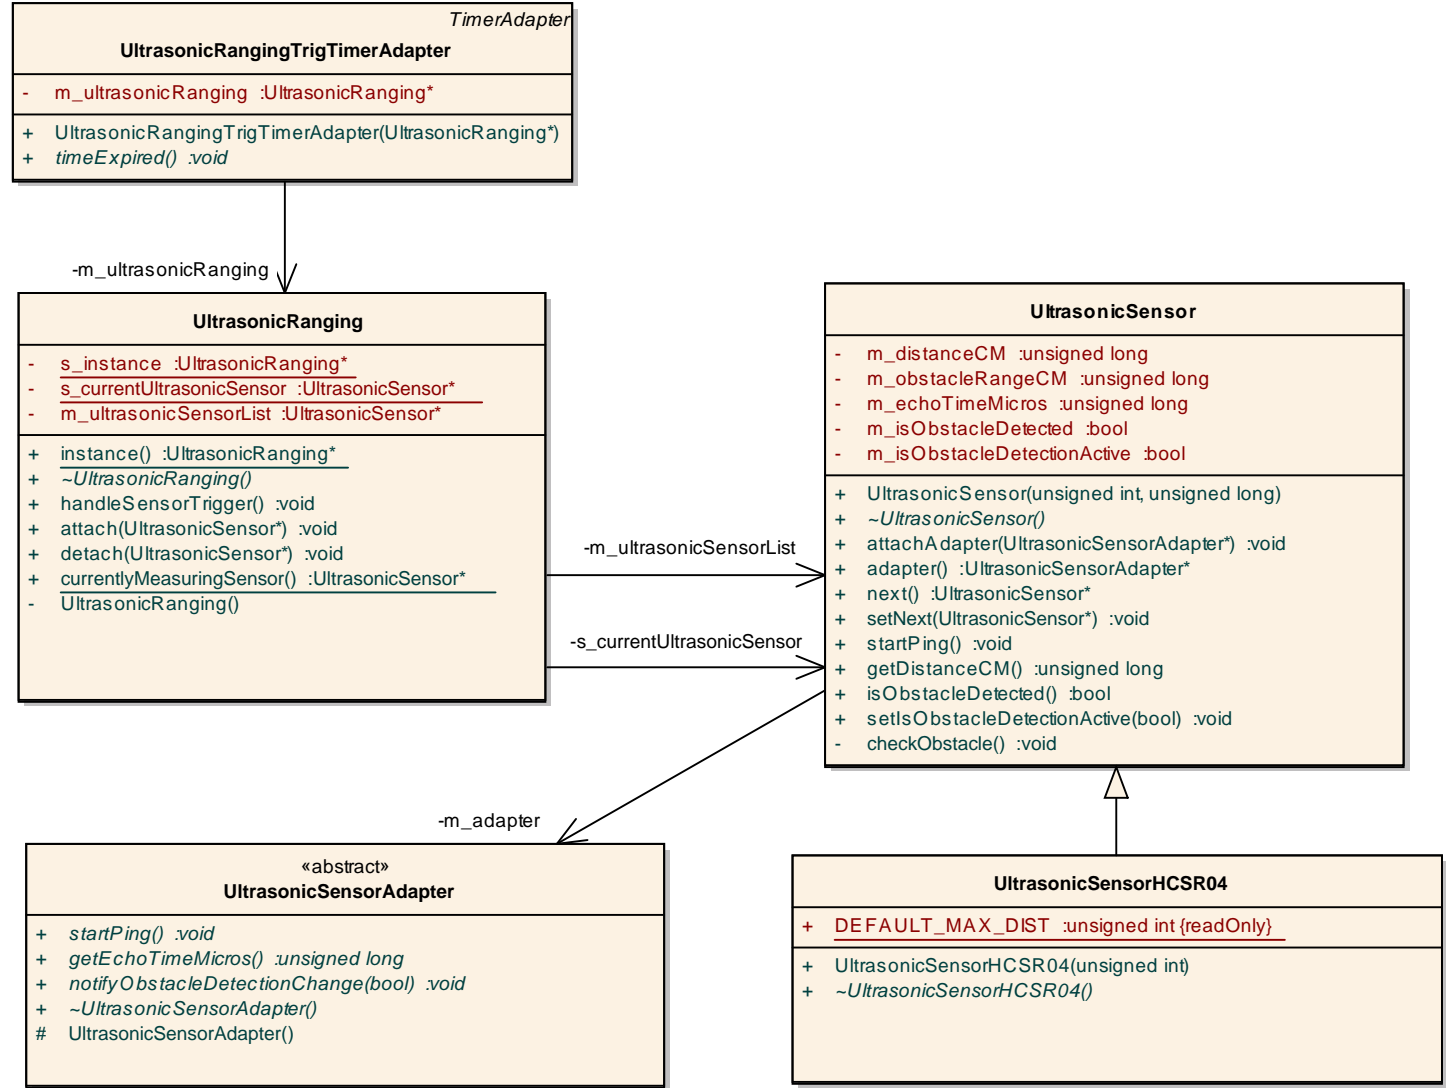 TimerAdapter
UltrasonicRangingTrigTimerAdapter
- m_ultrasonicRanging :UltrasonicRanging*
+ UltrasonicRangingTrigTimerAdapter(UltrasonicRanging*)
+ timeExpired() :void
-m_ultrasonicRanging
UltrasonicRanging
- s_instance :UltrasonicRanging*
- s_currentUltrasonicSensor :UltrasonicSensor*
- m_ultrasonicSensorList :UltrasonicSensor*
+ instance() :UltrasonicRanging*
+ ~UltrasonicRanging()
+ handleSensorTrigger() :void
+ attach(UltrasonicSensor*) :void
+ detach(UltrasonicSensor*) :void
+ currentlyMeasuringSensor() :UltrasonicSensor*
- UltrasonicRanging()
-m_ultrasonicSensorList
-s_currentUltrasonicSensor
UltrasonicSensor
- m_distanceCM :unsigned long
- m_obstacleRangeCM :unsigned long
- m_echoTimeMicros :unsigned long
- m_isObstacleDetected :bool
- m_isObstacleDetectionActive :bool
+ UltrasonicSensor(unsigned int, unsigned long)
+ ~UltrasonicSensor()
+ attachAdapter(UltrasonicSensorAdapter*) :void
+ adapter() :UltrasonicSensorAdapter*
+ next() :UltrasonicSensor*
+ setNext(UltrasonicSensor*) :void
+ startPing() :void
+ getDistanceCM() :unsigned long
+ isObstacleDetected() :bool
+ setIsObstacleDetectionActive(bool) :void
- checkObstacle() :void
-m_adapter
«abstract»
UltrasonicSensorAdapter
+ startPing() :void
+ getEchoTimeMicros() :unsigned long
+ notifyObstacleDetectionChange(bool) :void
+ ~UltrasonicSensorAdapter()
# UltrasonicSensorAdapter()
UltrasonicSensorHCSR04
+ DEFAULT_MAX_DIST :unsigned int {readOnly}
+ UltrasonicSensorHCSR04(unsigned int)
+ ~UltrasonicSensorHCSR04()